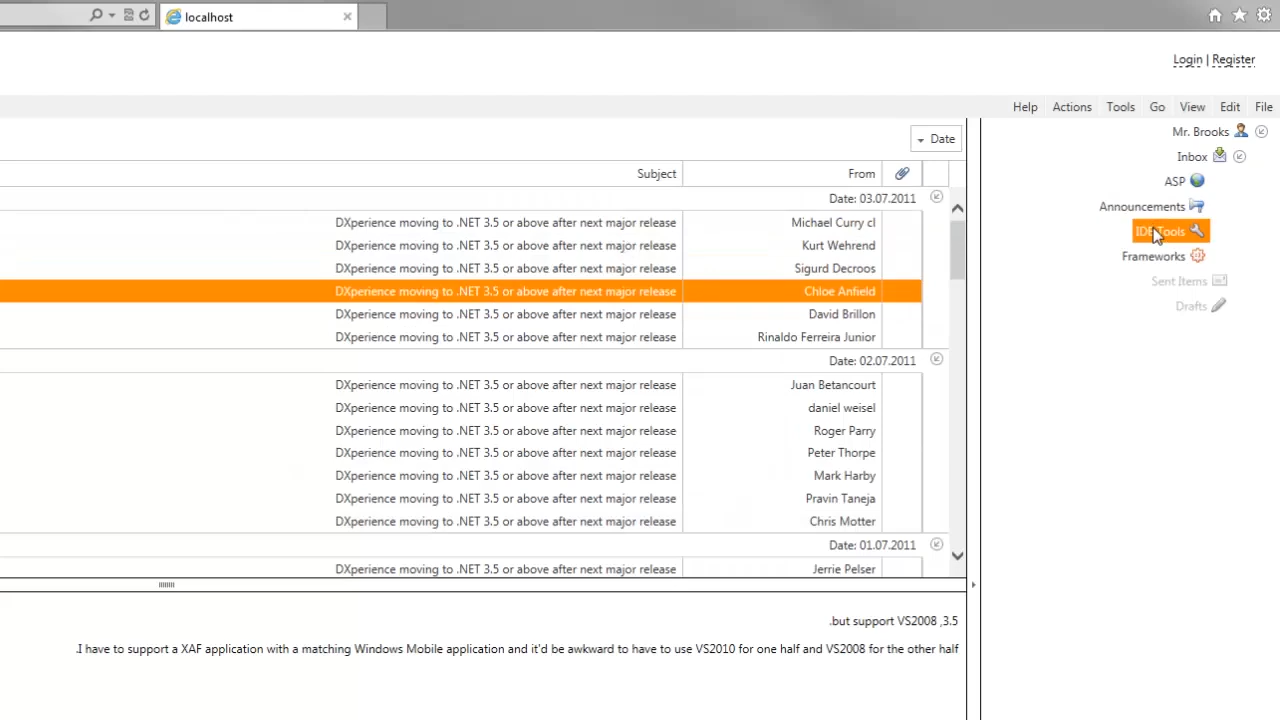 localhost
Login | Register
Help Actions Tools Go View Edit File
Mr. Brooks
Inbox
ASP
Announcements
IDE Tools
Frameworks
Sent Items
Drafts
Date
Subject From
Date: 03.07.2011
DXperience moving to .NET 3.5 or above after next major release Michael Curry cl
DXperience moving to .NET 3.5 or above after next major release Kurt Wehrend
DXperience moving to .NET 3.5 or above after next major release Sigurd Decroos
DXperience moving to .NET 3.5 or above after next major release Chloe Anfield
DXperience moving to .NET 3.5 or above after next major release David Brillon
DXperience moving to .NET 3.5 or above after next major release Rinaldo Ferreira Junior
Date: 02.07.2011
DXperience moving to .NET 3.5 or above after next major release Juan Betancourt
DXperience moving to .NET 3.5 or above after next major release daniel weisel
DXperience moving to .NET 3.5 or above after next major release Roger Parry
DXperience moving to .NET 3.5 or above after next major release Peter Thorpe
DXperience moving to .NET 3.5 or above after next major release Mark Harby
DXperience moving to .NET 3.5 or above after next major release Pravin Taneja
DXperience moving to .NET 3.5 or above after next major release Chris Motter
Date: 01.07.2011
DXperience moving to .NET 3.5 or above after next major release Jerrie Pelser
.but support VS2008 ,3.5
.I have to support a XAF application with a matching Windows Mobile application and it'd be awkward to have to use VS2010 for one half and VS2008 for the other half